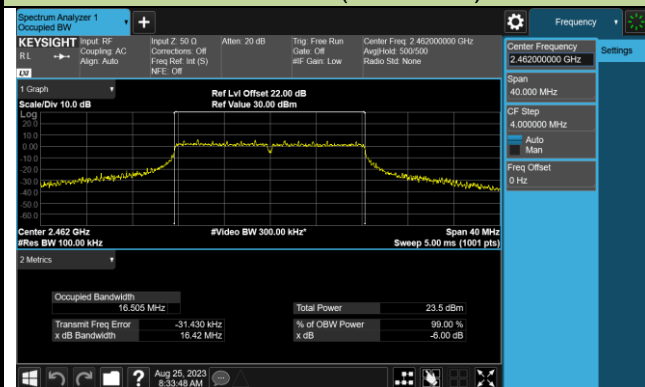 Spectrum Analyzer 1
Occupied BW
Frequency
KEYSIGHT
Input: RF
Coupling: AC
Align: Auto
Input Z: 50 Ω
Corrections: Off
Freq Ref: Int (S)
NFE: Off
Atten: 20 dB
Trig: Free Run
Gate: Off
#IF Gain: Low
Center Freq: 2.462000000 GHz
Avg|Hold: 500/500
Radio Std: None
R L
LXI
Center Frequency
2.462000000 GHz
Settings
Span
40.000 MHz
CF Step
4.000000 MHz
Auto
Man
Freq Offset
0 Hz
1 Graph
Ref Lvl Offset 22.00 dB
Scale/Div 10.0 dB
Ref Value 30.00 dBm
Log
20.0
10.0
0.00
-10.0
-20.0
-30.0
-40.0
-50.0
-60.0
Center 2.462 GHz
#Video BW 300.00 kHz*
Span 40 MHz
#Res BW 100.00 kHz
Sweep 5.00 ms (1001 pts)
2 Metrics
Occupied Bandwidth
16.505 MHz
Total Power 23.5 dBm
Transmit Freq Error -31.430 kHz
% of OBW Power 99.00 %
x dB Bandwidth 16.42 MHz
x dB -6.00 dB
?
Aug 25, 2023
8:33:48 AM